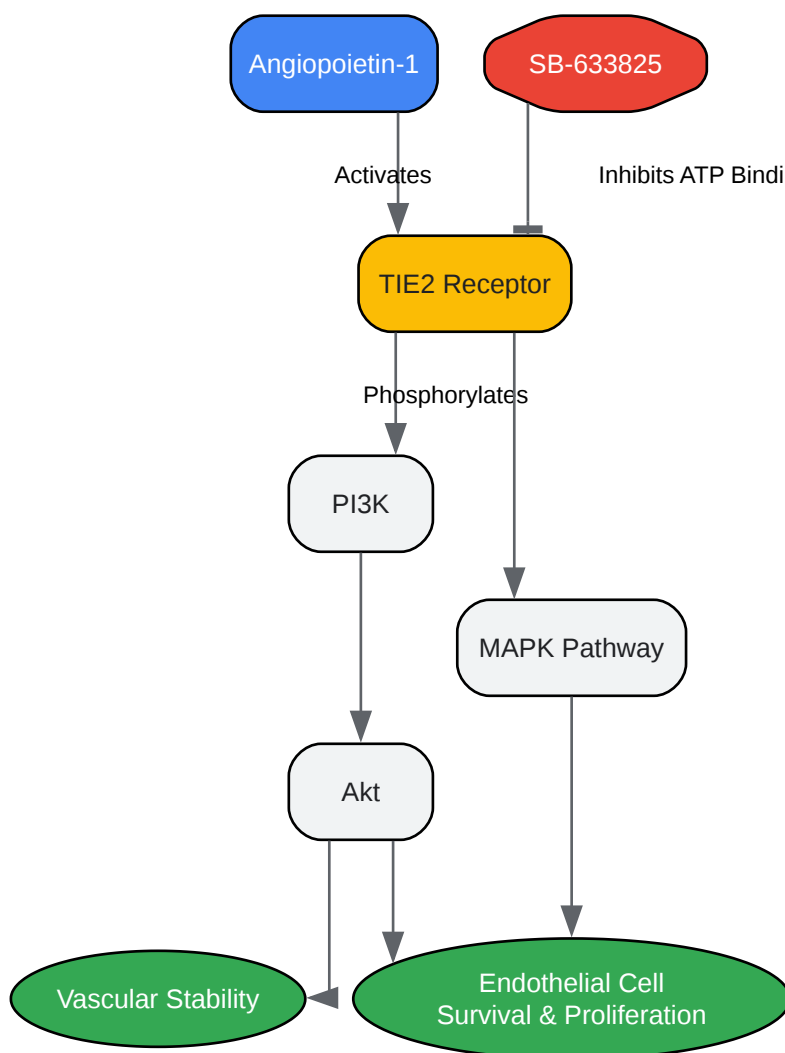 Angiopoietin-1
SB-633825
Activates
Inhibits ATP Bindi
TIE2 Receptor
Phosphorylates
PI3K
MAPK Pathway
Akt
Vascular Stability
Endothelial Cell
Survival & Proliferation